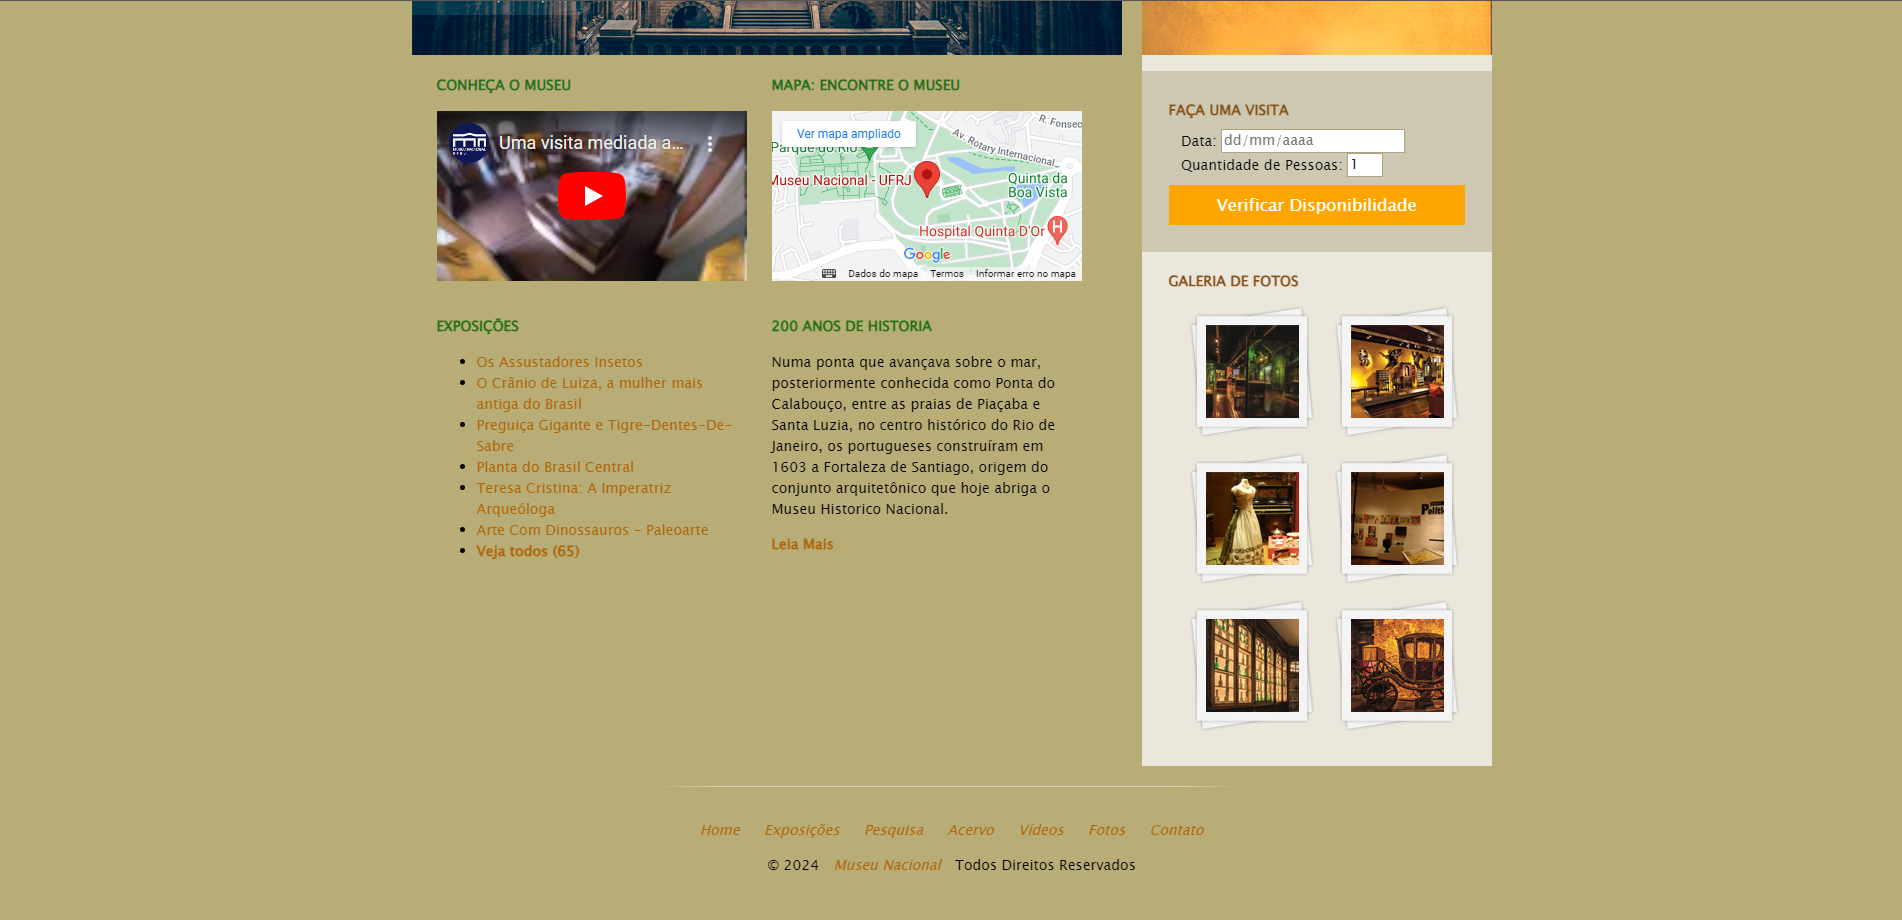 CONHEÇA O MUSEU
Uma visita mediada a...
MUSEU NACIONAL
UFRJ
MAPA: ENCONTRE O MUSEU
Ver mapa ampliado
R. Fonsec
Av. Rotary Internacional
Parque do Rio
Museu Nacional - UFRJ
Quinta da
Boa Vista
Hospital Quinta D'Or
H
Google
Dados do mapa
Termos
Informar erro no mapa
EXPOSIÇÕES
Os Assustadores Insetos
O Crânio de Luiza, a mulher mais
antiga do Brasil
Preguiça Gigante e Tigre-Dentes-De-
Sabre
Planta do Brasil Central
Teresa Cristina: A Imperatriz
Arqueóloga
Arte Com Dinossauros - Paleoarte
Veja todos (65)
200 ANOS DE HISTORIA
Numa ponta que avançava sobre o mar,
posteriormente conhecida como Ponta do
Calabouço, entre as praias de Piaçaba e
Santa Luzia, no centro histórico do Rio de
Janeiro, os portugueses construíram em
1603 a Fortaleza de Santiago, origem do
conjunto arquitetônico que hoje abriga o
Museu Historico Nacional.
Leia Mais
FAÇA UMA VISITA
Data: dd/mm/aaaa
Quantidade de Pessoas: 1
Verificar Disponibilidade
GALERIA DE FOTOS
Polític
Home Exposições Pesquisa Acervo Vídeos Fotos Contato
© 2024 Museu Nacional Todos Direitos Reservados